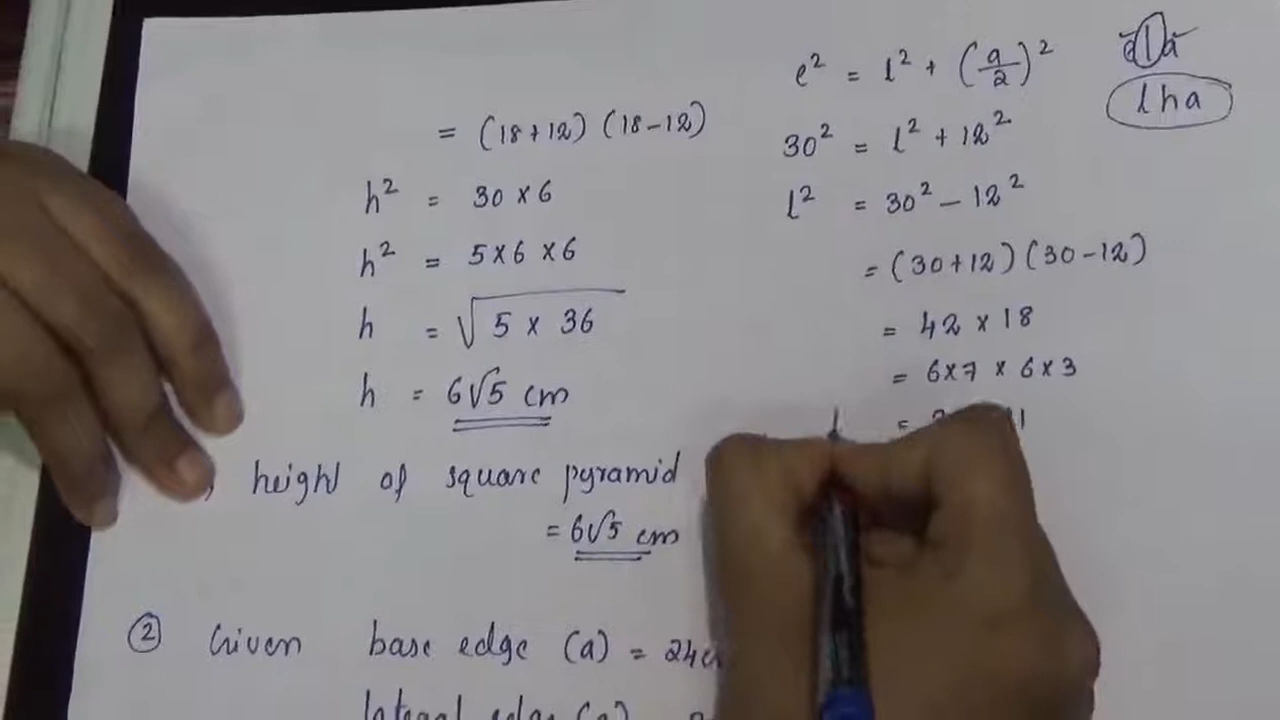 = (18+12) (18-12)
h² = 30 × 6
h² = 5×6 ×6
h = √5 × 36
h = 6√5 cm
height of square pyramid
= 6√5 cm
② Given base edge (a) = 24
lateral edge (e)
e² = l² + (a/2)²
30² = l² + 12²
l² = 30² - 12²
= (30+12) (30-12)
= 42 × 18
= 6×7 × 6×3
=
l h a